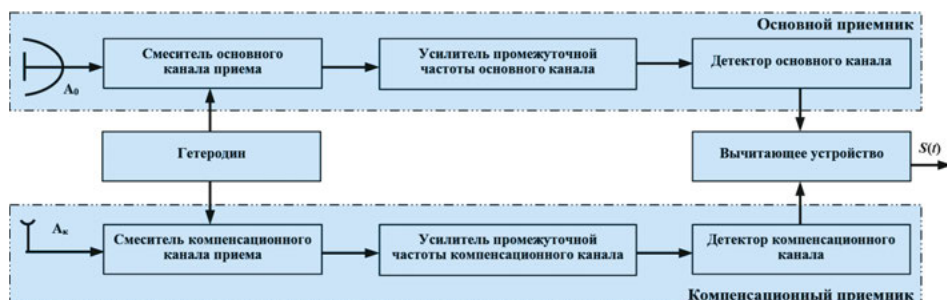 Основной приемник
Смеситель основного
канала приема
Усилитель промежуточной
частоты основного канала
Детектор основного канала
A₀
Гетеродин
Вычитающее устройство
S(t)
Aк
Смеситель компенсационного
канала приема
Усилитель промежуточной
частоты компенсационного канала
Детектор компенсационного
канала
Компенсационный приемник